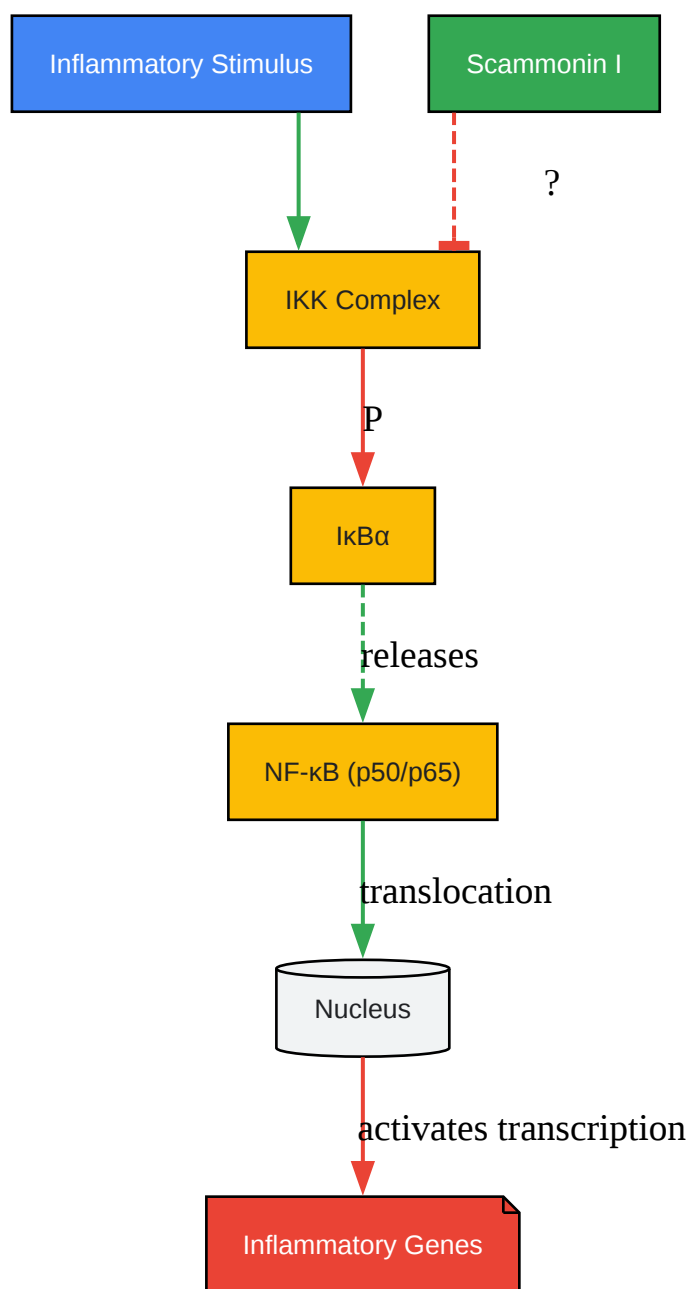 Inflammatory Stimulus
Scammonin I
?
IKK Complex
P
IκBα
releases
NF-κB (p50/p65)
translocation
Nucleus
activates transcription
Inflammatory Genes